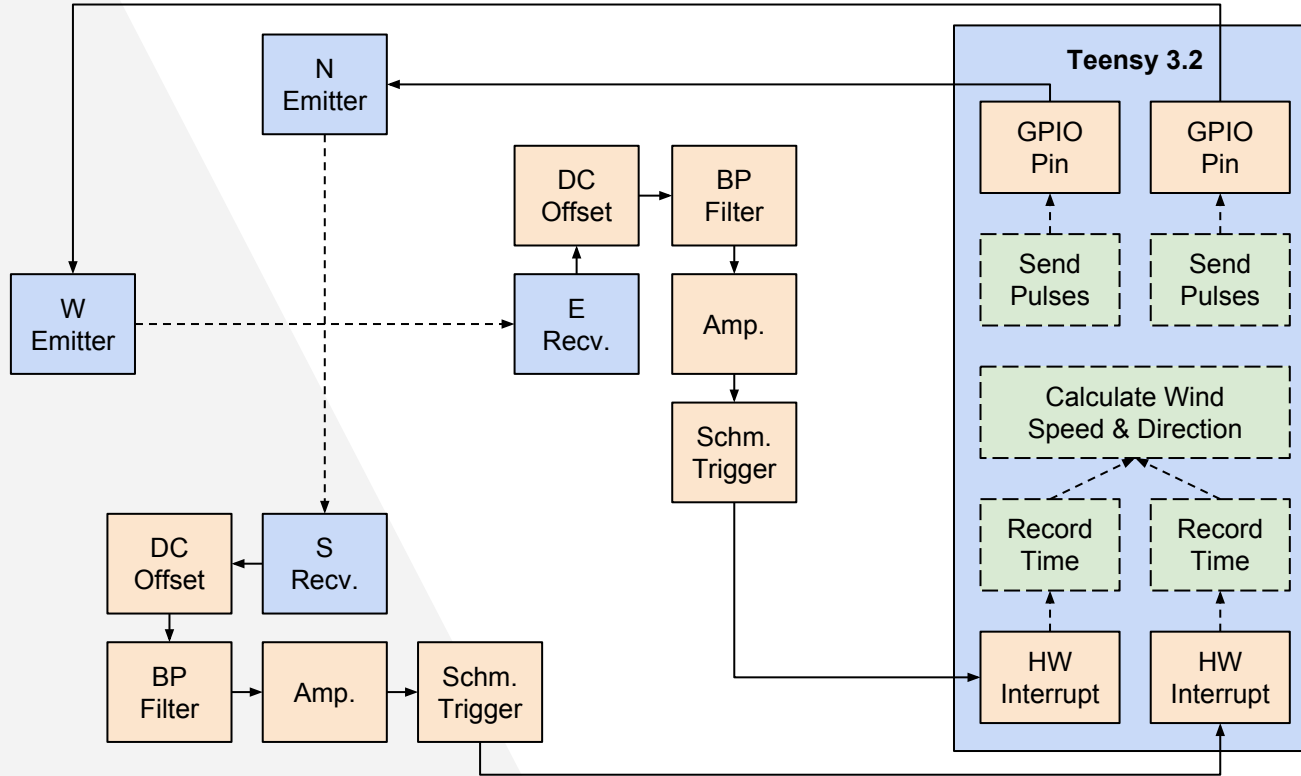 Teensy 3.2
N
Emitter
GPIO
Pin
GPIO
Pin
DC
Offset
BP
Filter
Send
Pulses
Send
Pulses
W
Emitter
E
Recv.
Amp.
Calculate Wind
Speed & Direction
Schm.
Trigger
Record
Time
Record
Time
DC
Offset
S
Recv.
BP
Filter
Amp.
Schm.
Trigger
HW
Interrupt
HW
Interrupt